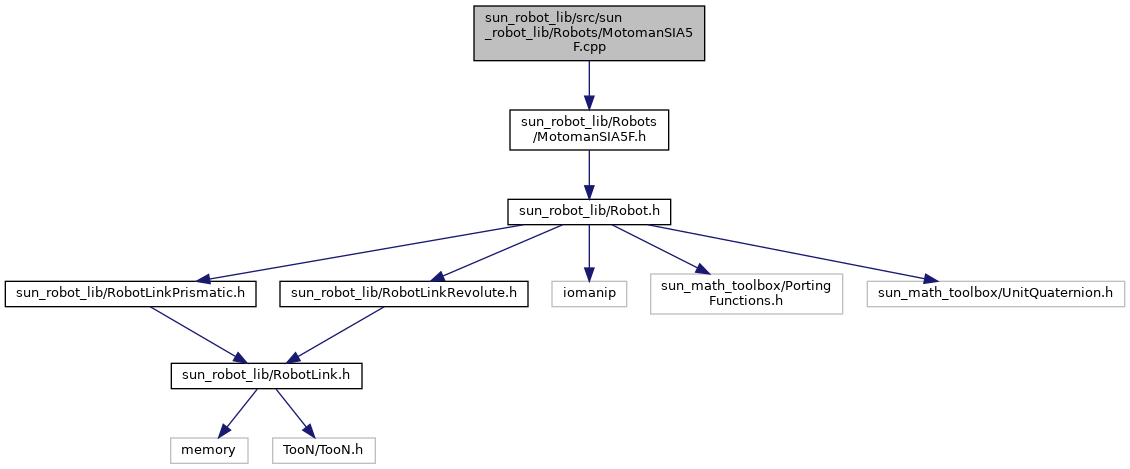 sun_robot_lib/src/sun
_robot_lib/Robots/MotomanSIA5
F.cpp
sun_robot_lib/Robots
/MotomanSIA5F.h
sun_robot_lib/Robot.h
sun_robot_lib/RobotLinkPrismatic.h
sun_robot_lib/RobotLinkRevolute.h
iomanip
sun_math_toolbox/Porting
Functions.h
sun_math_toolbox/UnitQuaternion.h
sun_robot_lib/RobotLink.h
memory
TooN/TooN.h